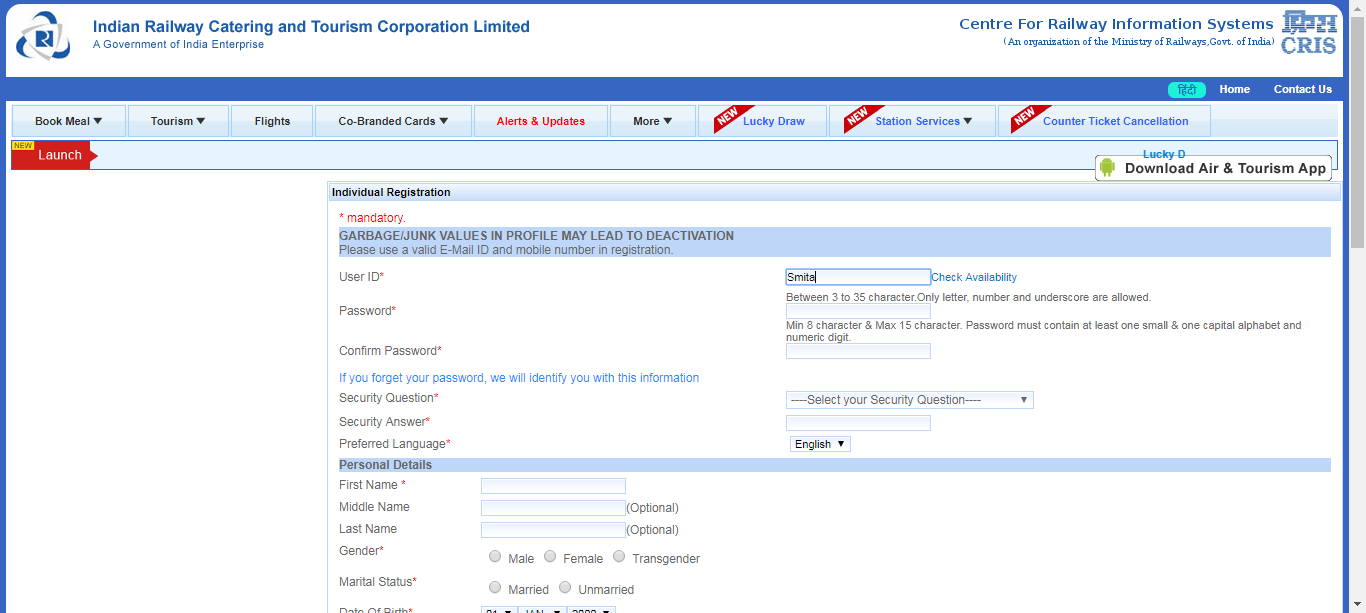 Indian Railway Catering and Tourism Corporation Limited
A Government of India Enterprise
Centre For Railway Information Systems
(An organization of the Ministry of Railways,Govt. of India)
क्रिस
CRIS
हिंदी Home Contact Us
Book Meal ▼ Tourism ▼ Flights Co-Branded Cards ▼ Alerts & Updates More ▼ NEW Lucky Draw NEW Station Services ▼ NEW Counter Ticket Cancellation
NEW
Launch
Lucky D
Download Air & Tourism App
Individual Registration
* mandatory.
GARBAGE/JUNK VALUES IN PROFILE MAY LEAD TO DEACTIVATION
Please use a valid E-Mail ID and mobile number in registration.
User ID* Smita Check Availability
Between 3 to 35 character.Only letter, number and underscore are allowed.
Password*
Min 8 character & Max 15 character. Password must contain at least one small & one capital alphabet and
numeric digit.
Confirm Password*
If you forget your password, we will identify you with this information
Security Question* ----Select your Security Question---- ▼
Security Answer*
Preferred Language* English ▼
Personal Details
First Name *
Middle Name (Optional)
Last Name (Optional)
Gender* Male Female Transgender
Marital Status* Married Unmarried
Date Of Birth*